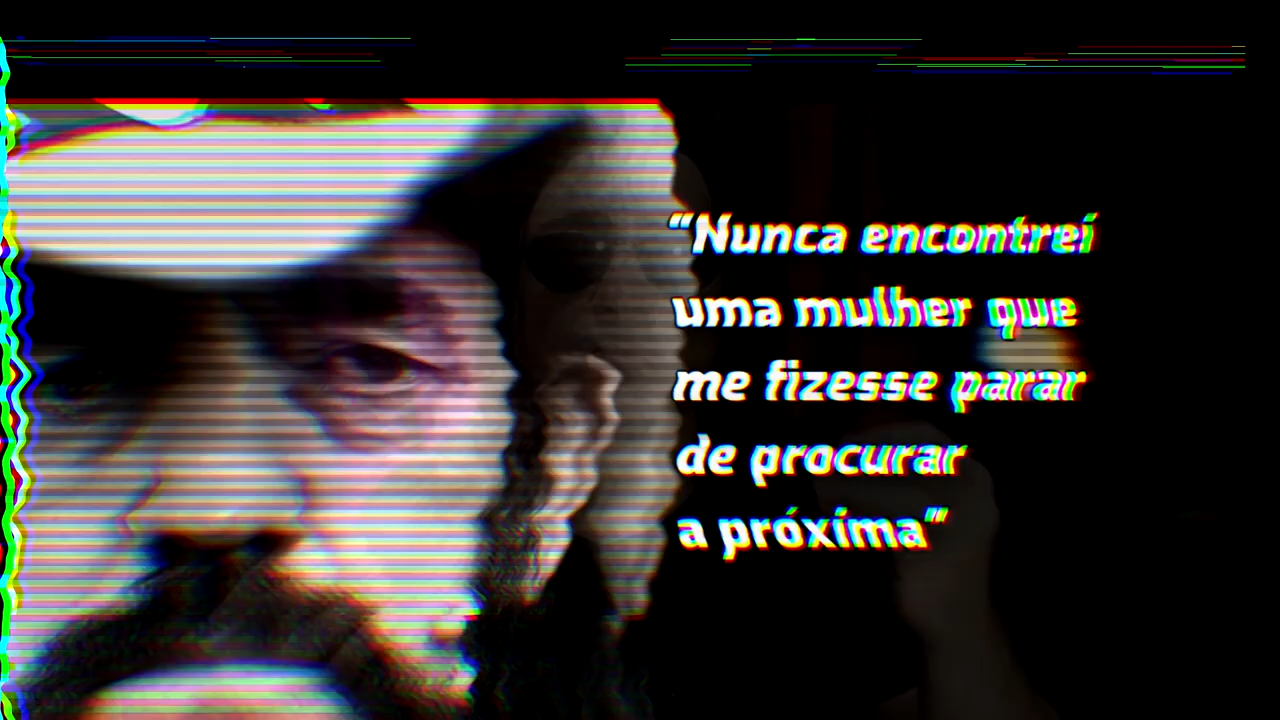 “Nunca encontrei
uma mulher que
me fizesse parar
de procurar
a próxima”